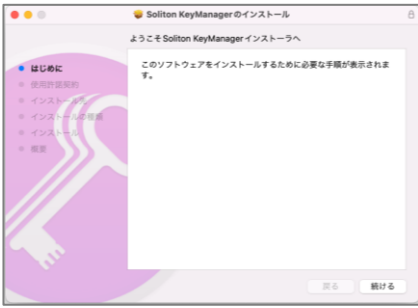 Soliton KeyManagerのインストール
ようこそSoliton KeyManagerインストーラへ
はじめに
使用許諾契約
インストール先
インストールの種類
インストール
概要
このソフトウェアをインストールするために必要な手順が表示されま
す。
戻る
続ける